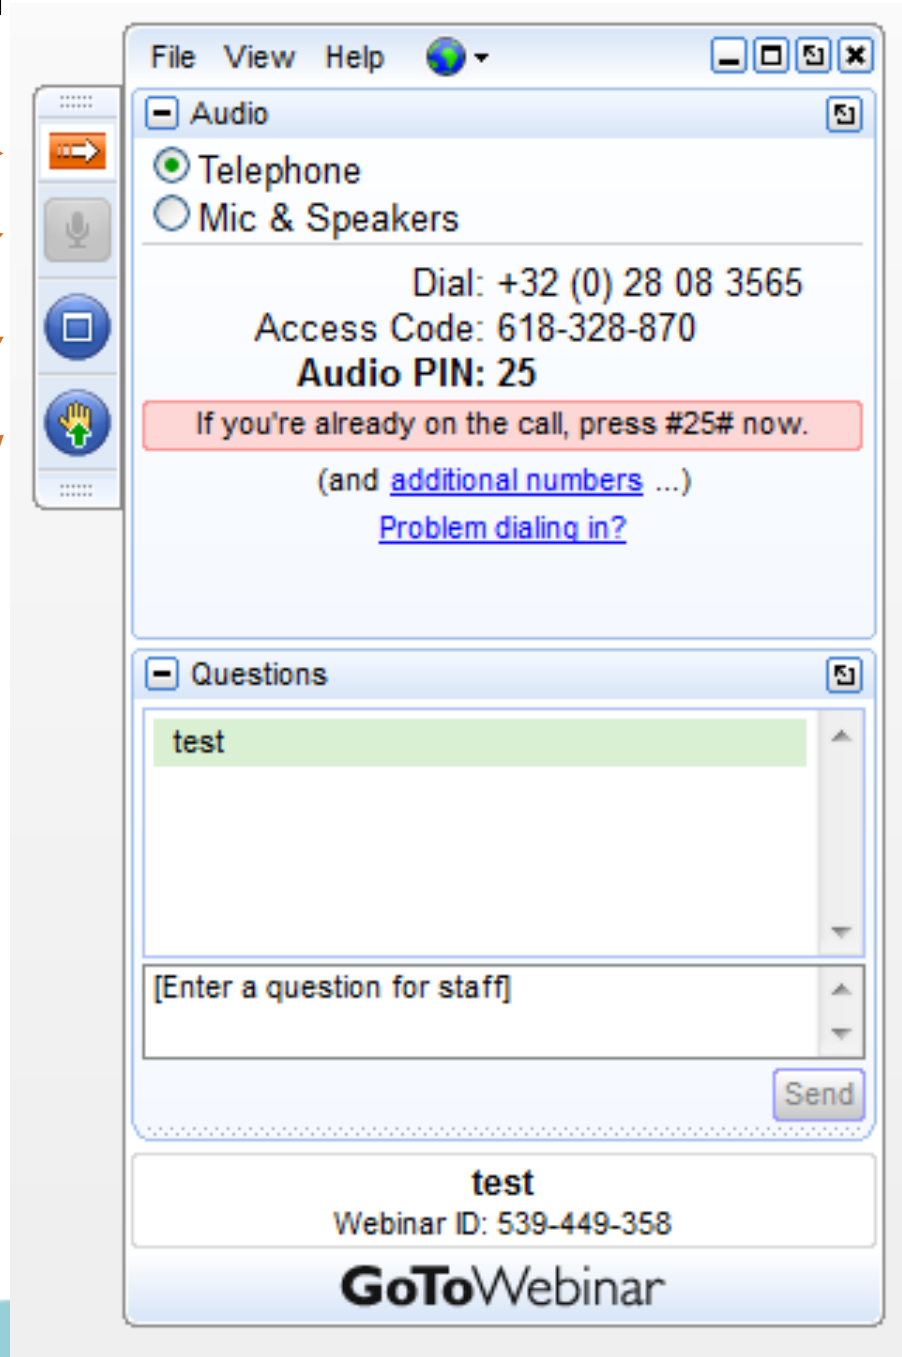 File View Help
Audio
Telephone
Mic & Speakers
Dial: +32 (0) 28 08 3565
Access Code: 618-328-870
Audio PIN: 25
If you're already on the call, press #25# now.
(and additional numbers ...)
Problem dialing in?
Questions
test
[Enter a question for staff]
Send
test
Webinar ID: 539-449-358
GoToWebinar